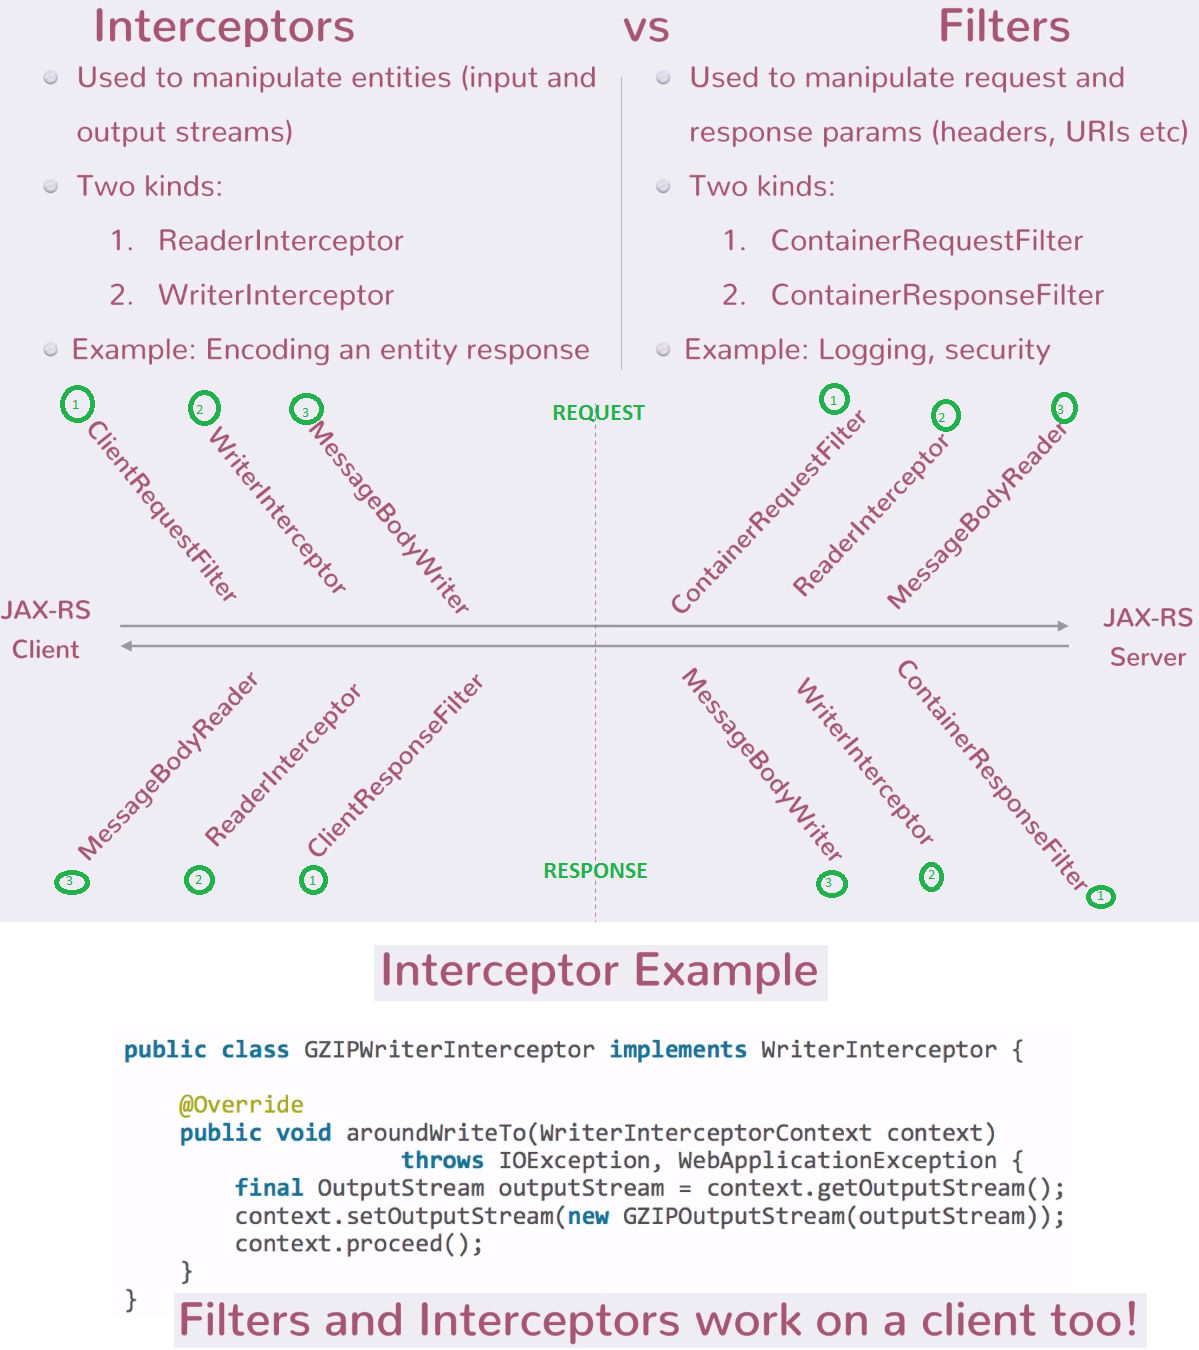 Interceptors vs Filters
Used to manipulate entities (input and
output streams)
Two kinds:
1. ReaderInterceptor
2. WriterInterceptor
Example: Encoding an entity response
Used to manipulate request and
response params (headers, URIs etc)
Two kinds:
1. ContainerRequestFilter
2. ContainerResponseFilter
Example: Logging, security
REQUEST
1 ClientRequestFilter
2 WriterInterceptor
3 MessageBodyWriter
1 ContainerRequestFilter
2 ReaderInterceptor
3 MessageBodyReader
JAX-RS
Client
JAX-RS
Server
MessageBodyReader 3
ReaderInterceptor 2
ClientResponseFilter 1
MessageBodyWriter 3
WriterInterceptor 2
ContainerResponseFilter 1
RESPONSE
Interceptor Example
public class GZIPWriterInterceptor implements WriterInterceptor {
@Override
public void aroundWriteTo(WriterInterceptorContext context)
throws IOException, WebApplicationException {
final OutputStream outputStream = context.getOutputStream();
context.setOutputStream(new GZIPOutputStream(outputStream));
context.proceed();
}
}
Filters and Interceptors work on a client too!